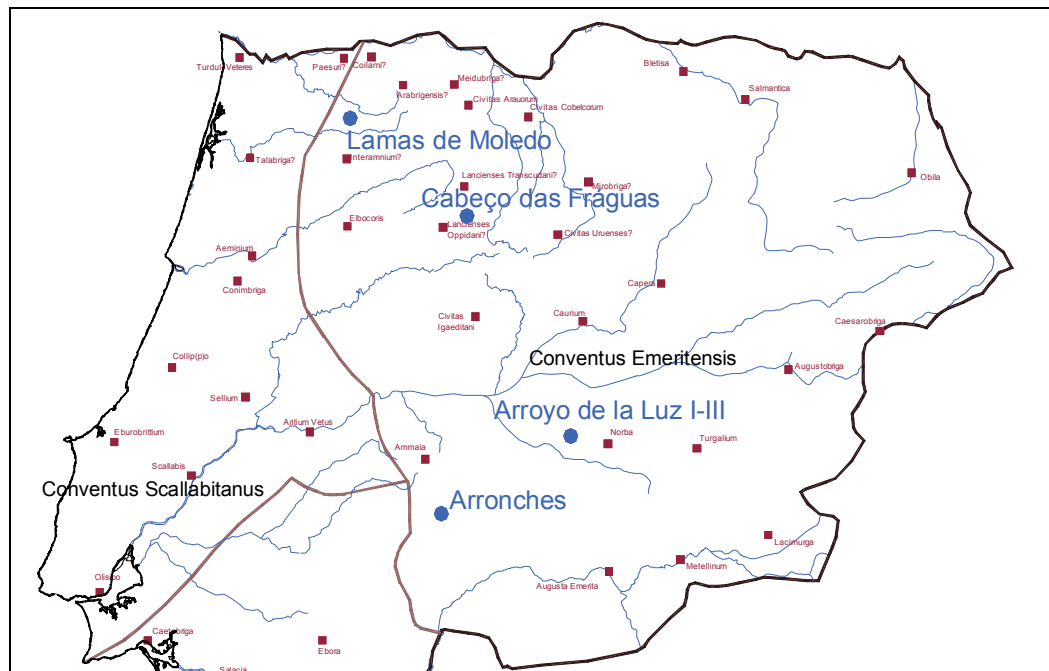 Turduli Veteres
Paesuri?
Coilarni?
Meidubriga?
Bletisa
Arabrigensis?
Salmantica
Civitas Arauorum
Civitas Cobelcorum
Lamas de Moledo
Talabriga?
Interamnium?
Lancienses Transcudani?
Mirobriga?
Obila
Cabeço das Fráguas
Elbocoris
Lancienses
Oppidani?
Civitas Uruenses?
Aeminium
Conimbriga
Capera
Civitas
Igaeditani
Caurium
Caesarobriga
Conventus Emeritensis
Collip(p)o
Augustobriga
Sellium
Arroyo de la Luz I-III
Eburobrittium
Aritium Vetus
Norba
Turgalium
Ammaia
Scallabis
Conventus Scallabitanus
Arronches
Lacimurga
Metellinum
Augusta Emerita
Olisipo
Caetobriga
Ebora
Salacia